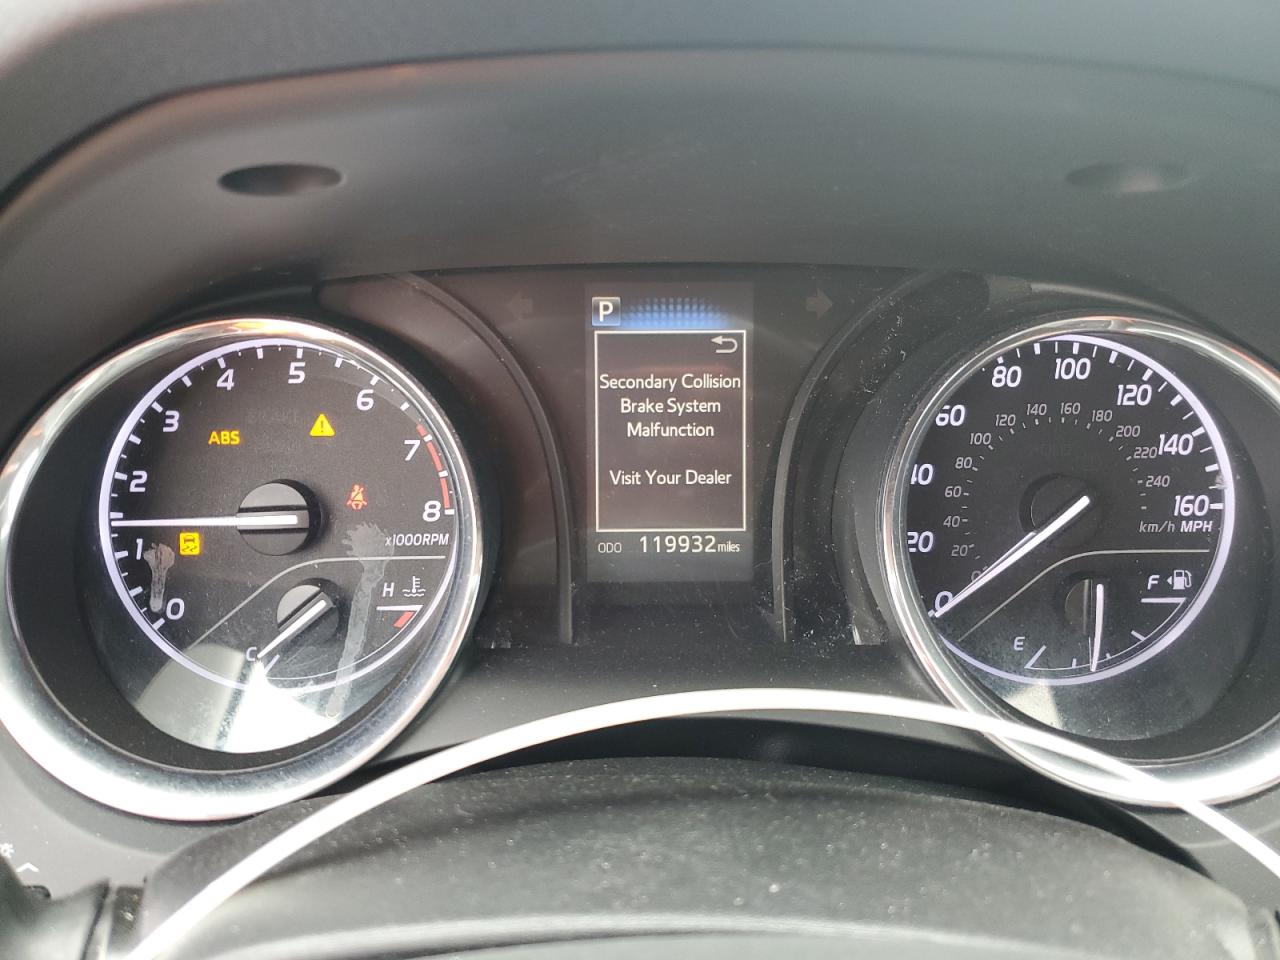 P
Secondary Collision
Brake System
Malfunction
Visit Your Dealer
ODO 119932 miles
ABS
0
1
2
3
4
5
6
7
8
x1000RPM
H
C
0
20
40
60
80
100
120
140
160
km/h MPH
20
40
60
80
100
120
140
160
180
200
220
240
E
F